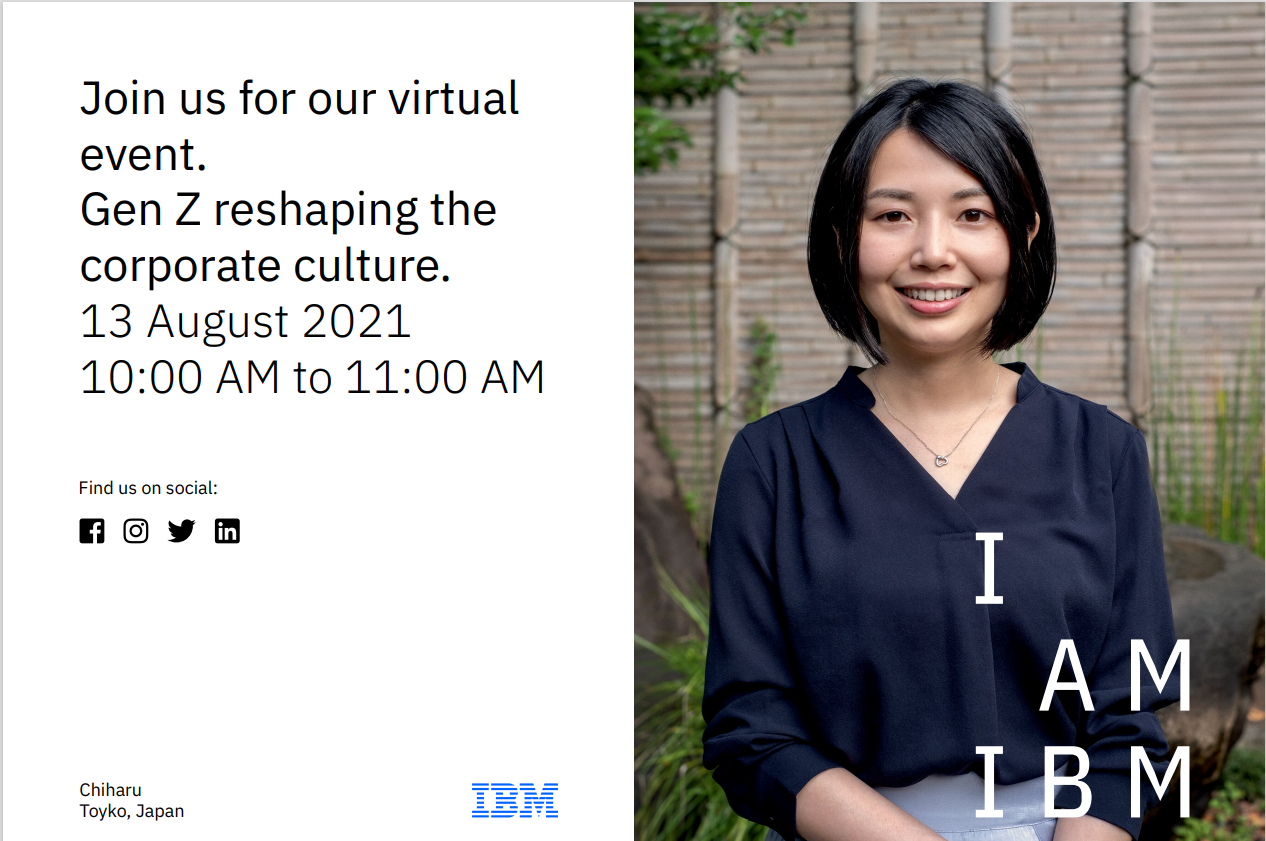 Join us for our virtual
event.
Gen Z reshaping the
corporate culture.
13 August 2021
10:00 AM to 11:00 AM
Find us on social:
Chiharu
Toyko, Japan
IBM
I
AM
IBM